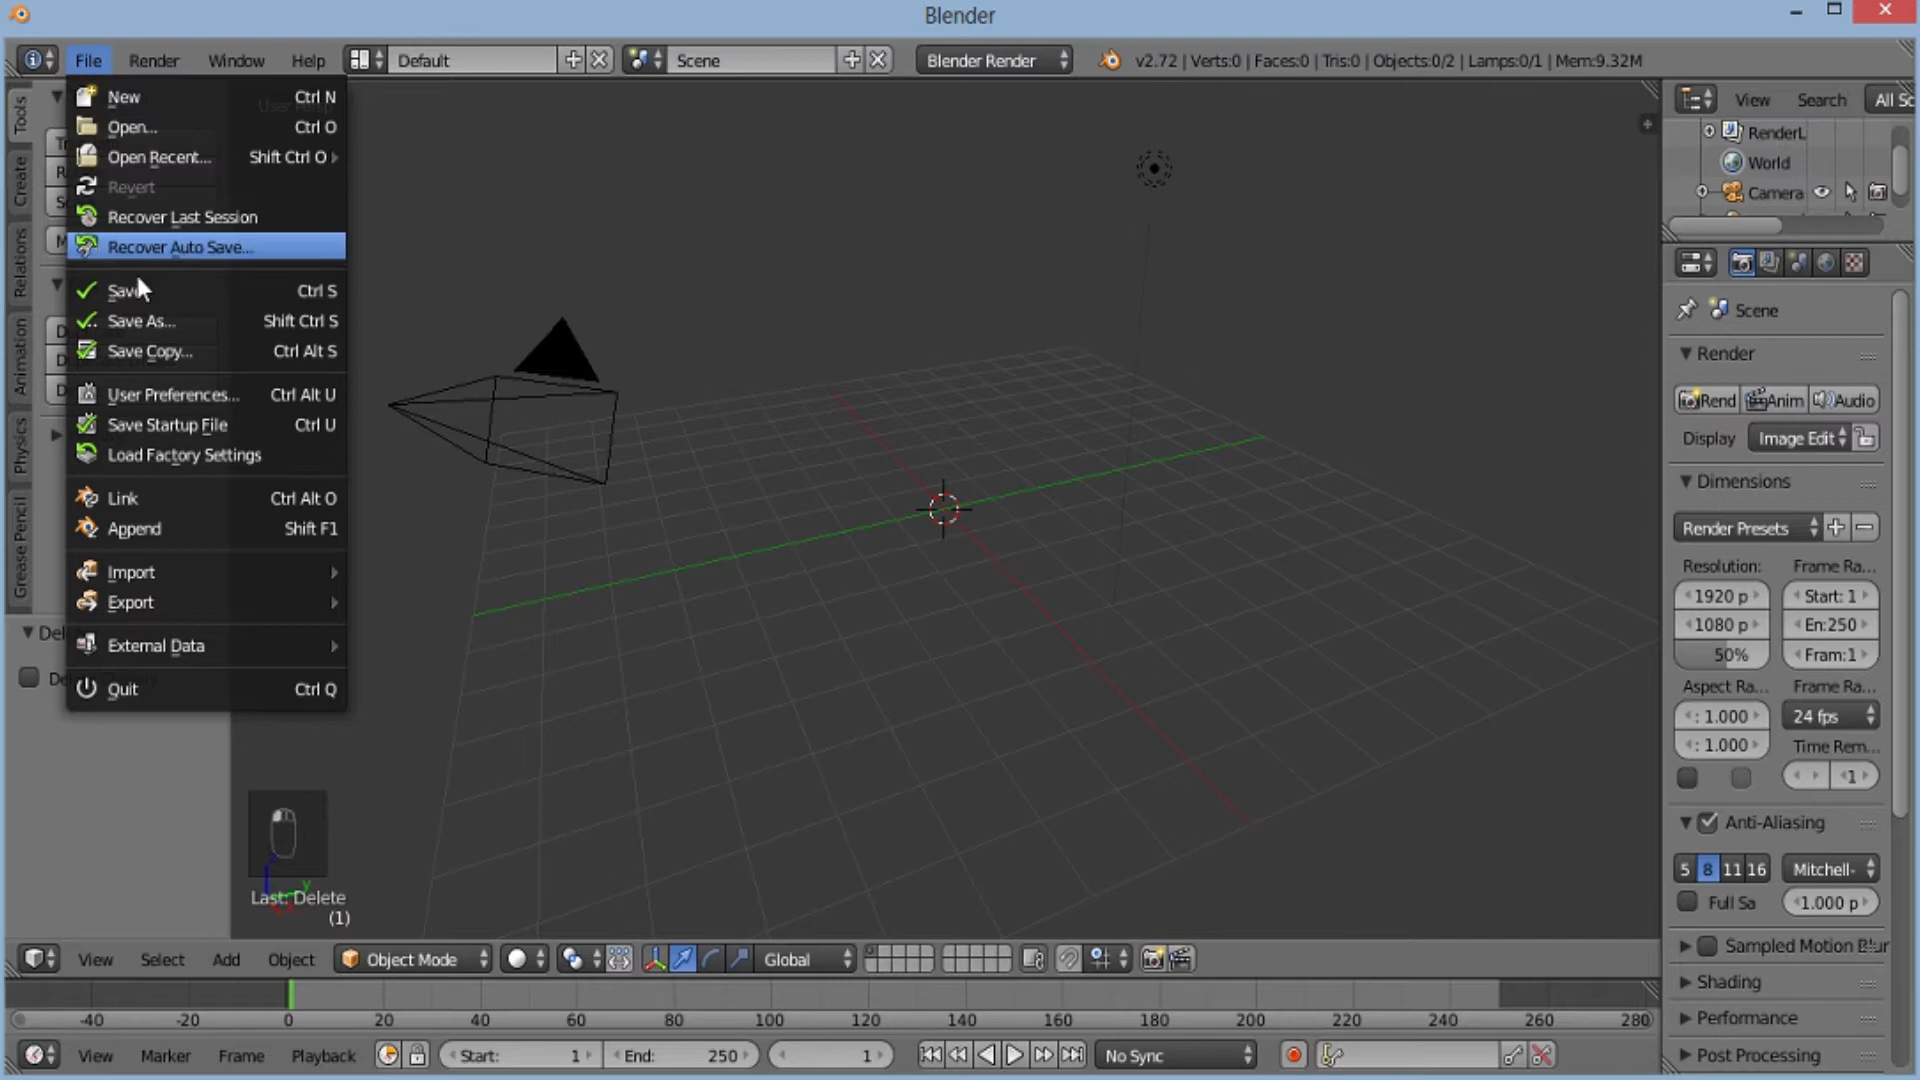 Blender
File Render Window Help Default Scene Blender Render v2.72 | Verts:0 | Faces:0 | Tris:0 | Objects:0/2 | Lamps:0/1 | Mem:9.32M
New Ctrl N
Open... Ctrl O
Open Recent... Shift Ctrl O
Revert
Recover Last Session
Recover Auto Save...
Save Ctrl S
Save As... Shift Ctrl S
Save Copy... Ctrl Alt S
User Preferences... Ctrl Alt U
Save Startup File Ctrl U
Load Factory Settings
Link Ctrl Alt O
Append Shift F1
Import
Export
External Data
Quit Ctrl Q
Tools
Create
Relations
Animation
Physics
Grease Pencil
Last: Delete
(1)
View Search All Sc
RenderL
World
Camera
Scene
Render
Rend Anim Audio
Display Image Edit
Dimensions
Render Presets
Resolution: Frame Ra...
1920 p Start: 1
1080 p En:250
50% Fram:1
Aspect Ra... Frame Ra...
: 1.000 24 fps
: 1.000 Time Rem...
1
Anti-Aliasing
5 8 11 16 Mitchell-
Full Sa 1.000 p
Sampled Motion Blur
Shading
Performance
Post Processing
View Select Add Object Object Mode Global
-40 -20 0 20 40 60 80 100 120 140 160 180 200 220 240 260 280
View Marker Frame Playback Start: 1 End: 250 1 No Sync